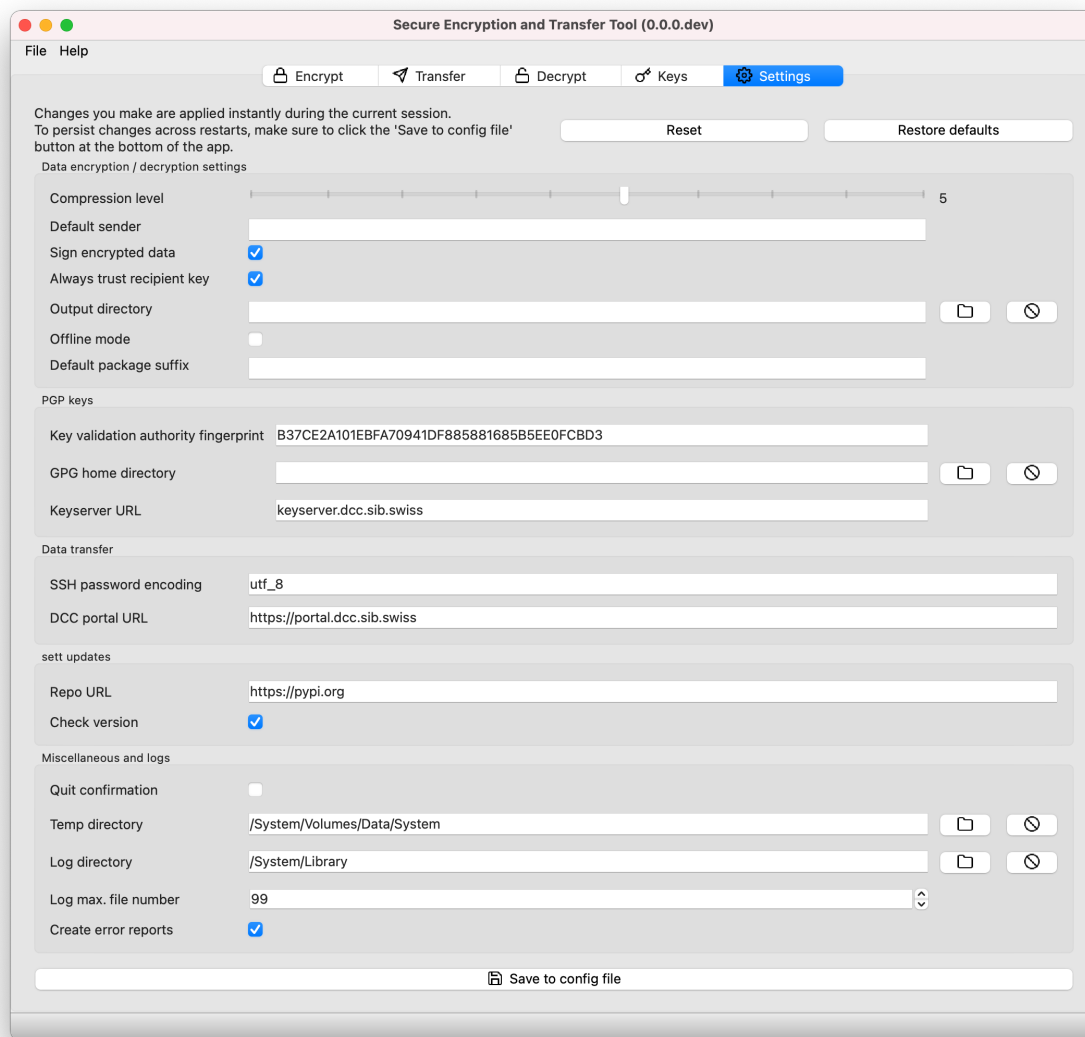 Secure Encryption and Transfer Tool (0.0.0.dev)
File Help
Encrypt Transfer Decrypt Keys Settings
Changes you make are applied instantly during the current session.
To persist changes across restarts, make sure to click the 'Save to config file'
button at the bottom of the app.
Reset Restore defaults
Data encryption / decryption settings
Compression level 5
Default sender
Sign encrypted data
Always trust recipient key
Output directory
Offline mode
Default package suffix
PGP keys
Key validation authority fingerprint B37CE2A101EBFA70941DF885881685B5EE0FCBD3
GPG home directory
Keyserver URL keyserver.dcc.sib.swiss
Data transfer
SSH password encoding utf_8
DCC portal URL https://portal.dcc.sib.swiss
sett updates
Repo URL https://pypi.org
Check version
Miscellaneous and logs
Quit confirmation
Temp directory /System/Volumes/Data/System
Log directory /System/Library
Log max. file number 99
Create error reports
Save to config file